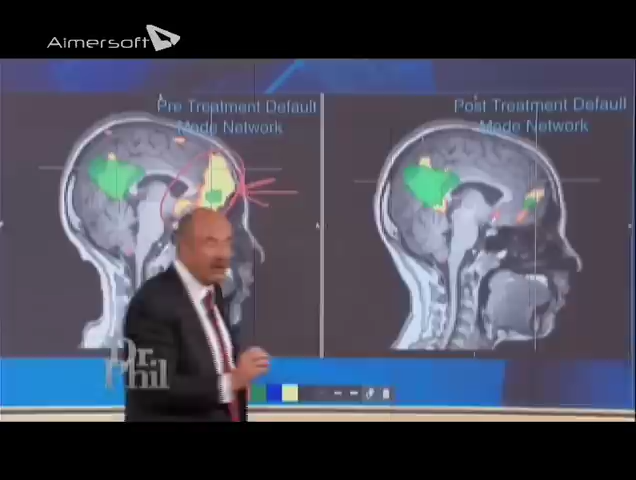 Aimersoft
Pre Treatment Default
Mode Network
Post Treatment Default
Mode Network
Dr.
Phil